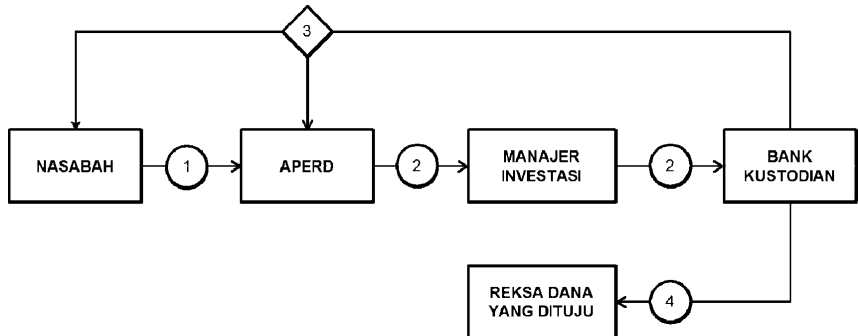 3
NASABAH
1
APERD
2
MANAJER
INVESTASI
2
BANK
KUSTODIAN
REKSA DANA
YANG DITUJU
4